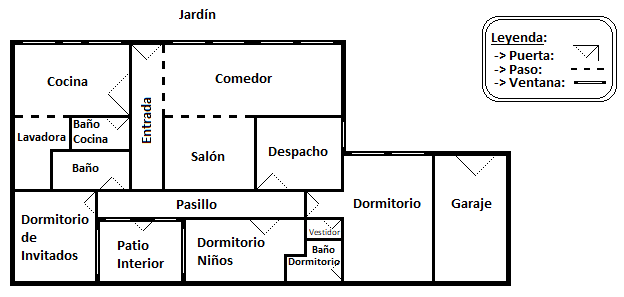 Jardín
Leyenda:
-> Puerta:
-> Paso:
-> Ventana:
Cocina
Comedor
Entrada
Lavadora
Baño
Cocina
Salón
Despacho
Baño
Pasillo
Dormitorio
Garaje
Dormitorio
de
Invitados
Patio
Interior
Dormitorio
Niños
Vestidor
Baño
Dormitorio